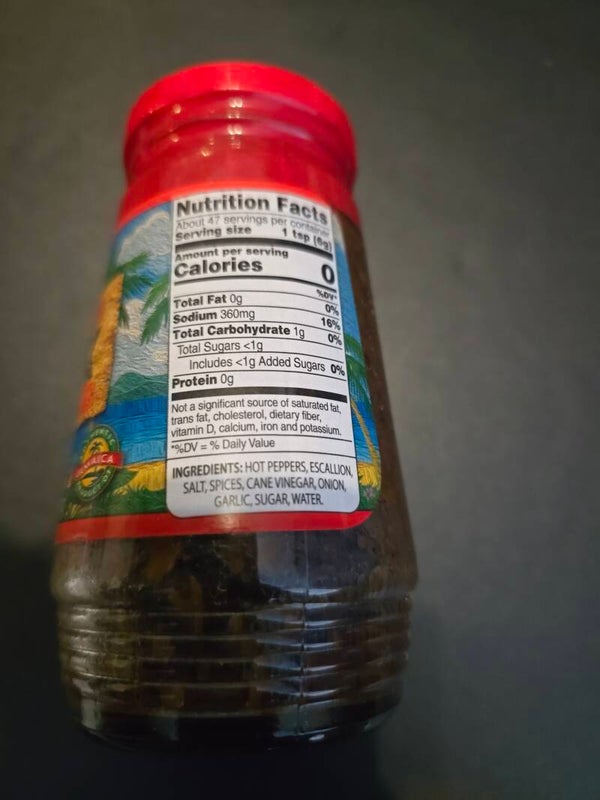 Nutrition Facts
About 47 servings per container
Serving size 1 tsp (6g)
Amount per serving
Calories 0
%DV*
Total Fat 0g 0%
Sodium 360mg 16%
Total Carbohydrate 1g 0%
Total Sugars <1g
Includes <1g Added Sugars 0%
Protein 0g
Not a significant source of saturated fat,
trans fat, cholesterol, dietary fiber,
vitamin D, calcium, iron and potassium.
*%DV = % Daily Value
INGREDIENTS: HOT PEPPERS, ESCALLION,
SALT, SPICES, CANE VINEGAR, ONION,
GARLIC, SUGAR, WATER.